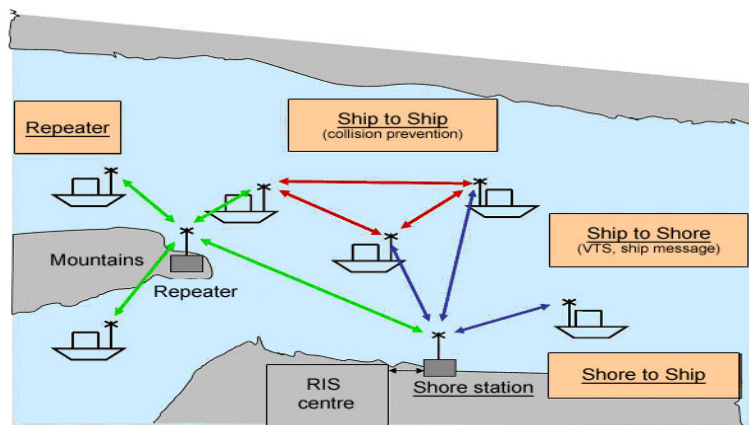 Ship to Ship
(collision prevention)
Repeater
Ship to Shore
(VTS, ship message)
Mountains
Repeater
RIS
centre
Shore station
Shore to Ship